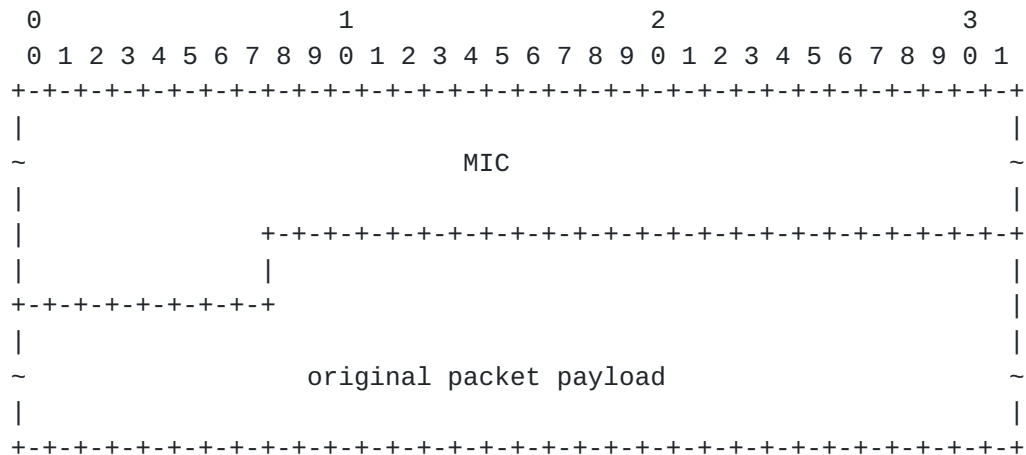 0                   1                   2                   3
 0 1 2 3 4 5 6 7 8 9 0 1 2 3 4 5 6 7 8 9 0 1 2 3 4 5 6 7 8 9 0 1
+-+-+-+-+-+-+-+-+-+-+-+-+-+-+-+-+-+-+-+-+-+-+-+-+-+-+-+-+-+-+-+-+
|                                                               |
~                            MIC                                ~
|                                                               |
|               +-+-+-+-+-+-+-+-+-+-+-+-+-+-+-+-+-+-+-+-+-+-+-+-+
|               |                                               |
+-+-+-+-+-+-+-+-+                                               |
|                                                               |
~                  original packet payload                      ~
|                                                               |
+-+-+-+-+-+-+-+-+-+-+-+-+-+-+-+-+-+-+-+-+-+-+-+-+-+-+-+-+-+-+-+-+